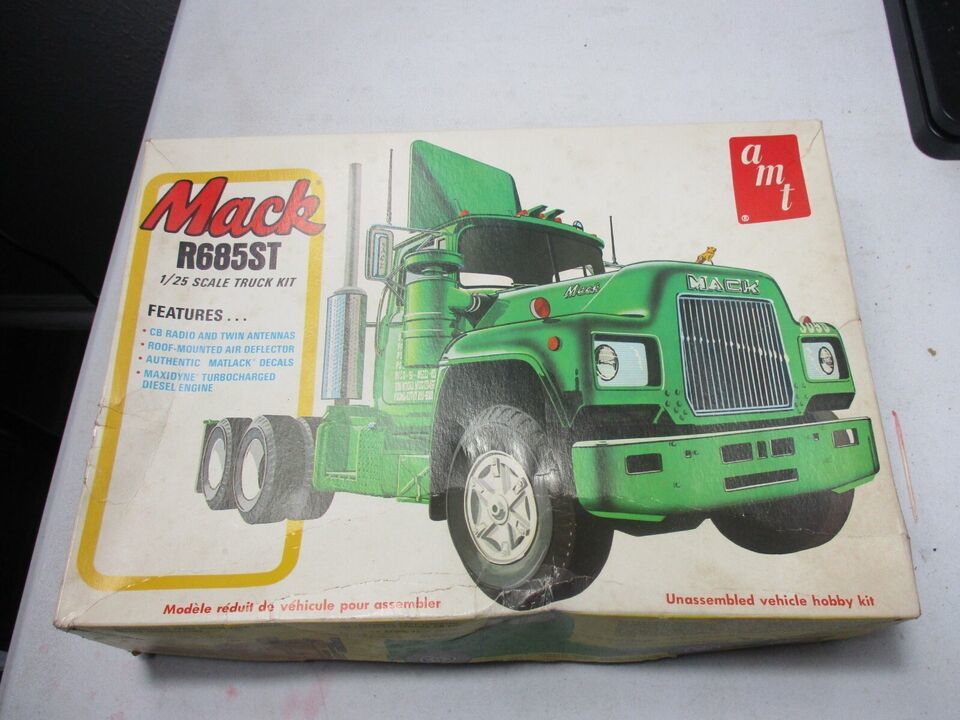 Mack
R685ST
1/25 SCALE TRUCK KIT
FEATURES...
• CB RADIO AND TWIN ANTENNAS
• ROOF-MOUNTED AIR DEFLECTOR
• AUTHENTIC MATLACK® DECALS
• MAXIDYNE® TURBOCHARGED
DIESEL ENGINE
amt
®
Mack
MACK
Modèle réduit de véhicule pour assembler
Unassembled vehicle hobby kit